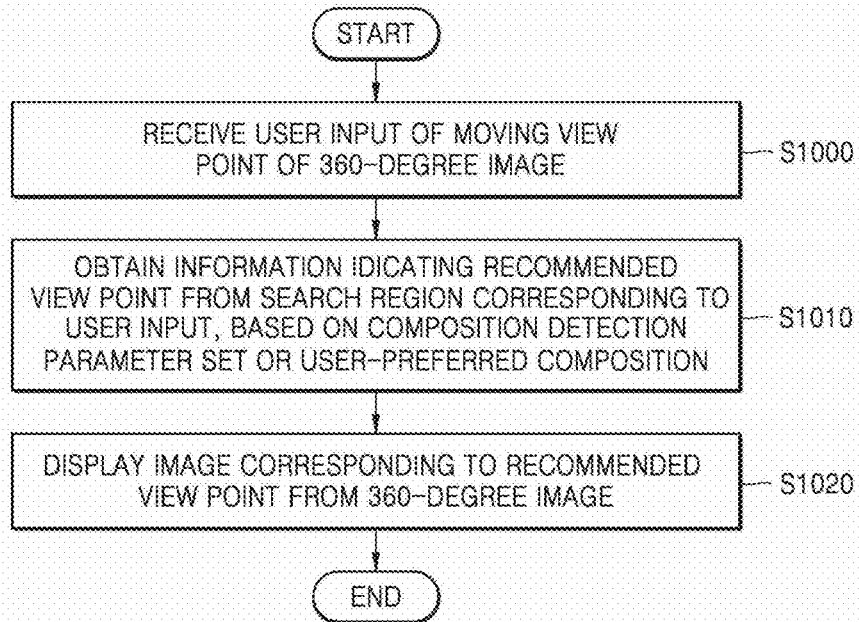 START
RECEIVE USER INPUT OF MOVING VIEW
POINT OF 360-DEGREE IMAGE
S1000
OBTAIN INFORMATION IDICATING RECOMMENDED
VIEW POINT FROM SEARCH REGION CORRESPONDING TO
USER INPUT, BASED ON COMPOSITION DETECTION
PARAMETER SET OR USER-PREFERRED COMPOSITION
S1010
DISPLAY IMAGE CORRESPONDING TO RECOMMENDED
VIEW POINT FROM 360-DEGREE IMAGE
S1020
END